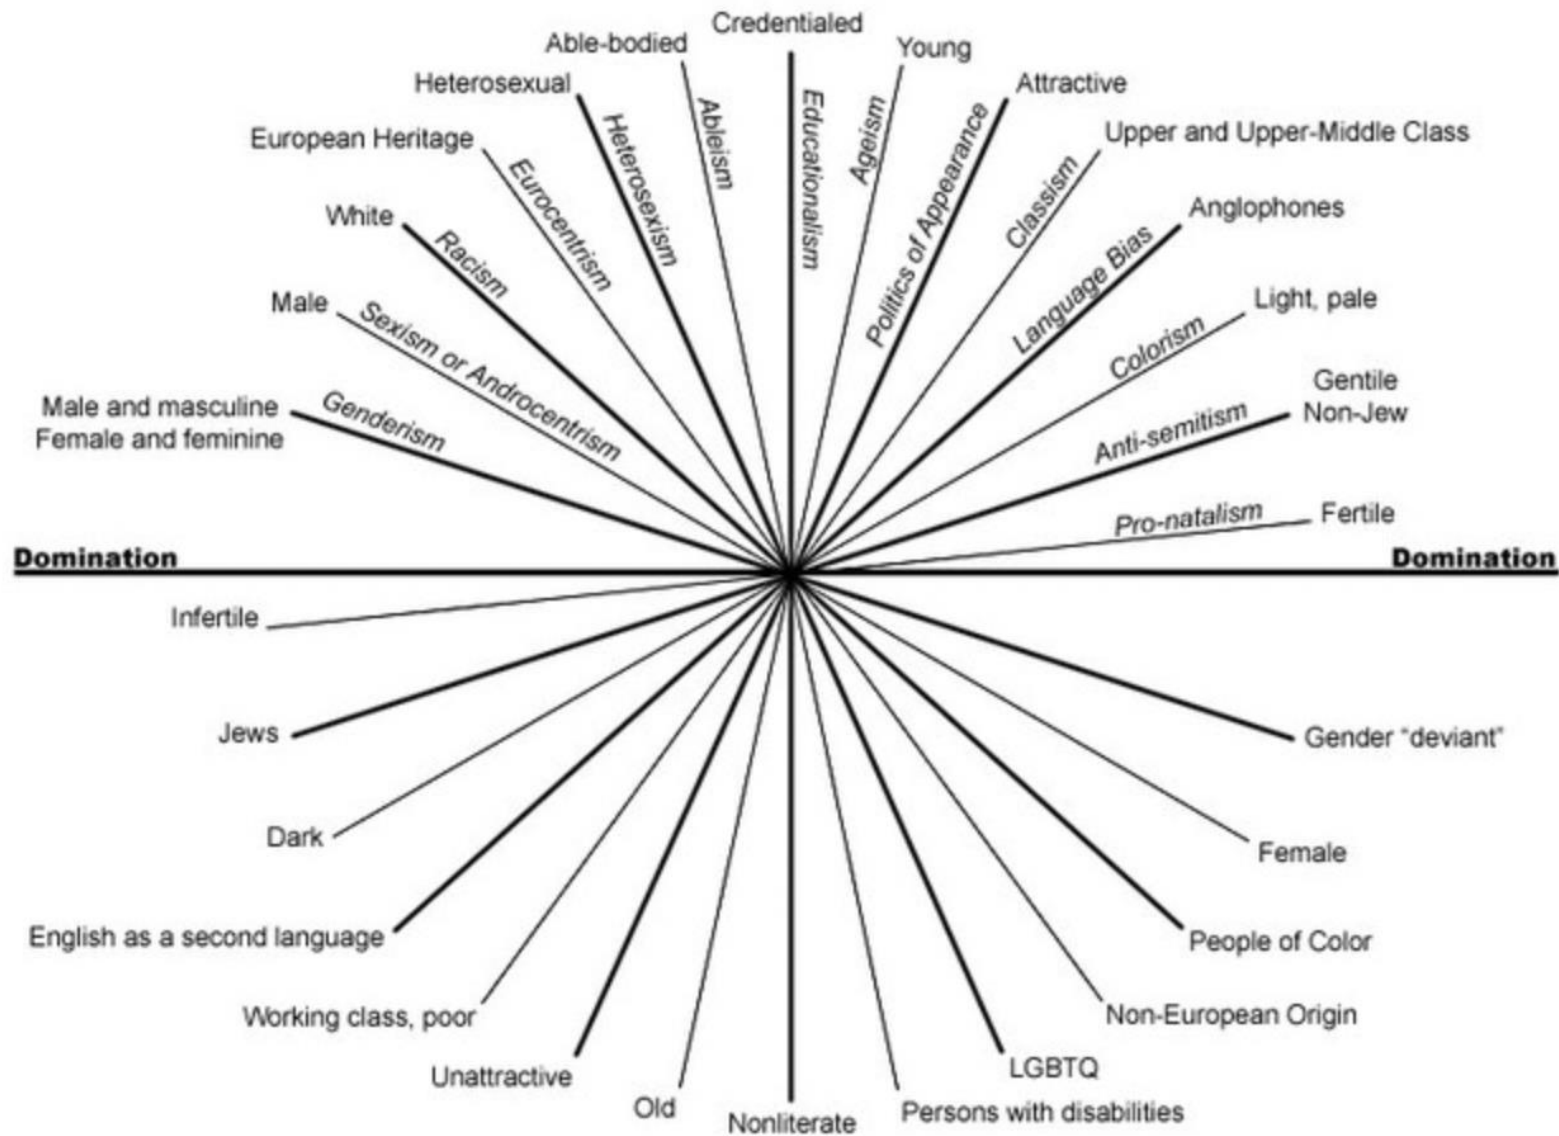 Credentialed
Able-bodied
Young
Heterosexual
Attractive
European Heritage
Upper and Upper-Middle Class
White
Anglophones
Male
Light, pale
Male and masculine
Female and feminine
Gentile
Non-Jew
Fertile
Genderism
Sexism or Androcentrism
Racism
Eurocentrism
Heterosexism
Ableism
Educationalism
Ageism
Politics of Appearance
Classism
Language Bias
Colorism
Anti-semitism
Pro-natalism
Domination
Domination
Infertile
Jews
Gender “deviant”
Dark
Female
English as a second language
People of Color
Working class, poor
Non-European Origin
Unattractive
LGBTQ
Old
Nonliterate
Persons with disabilities